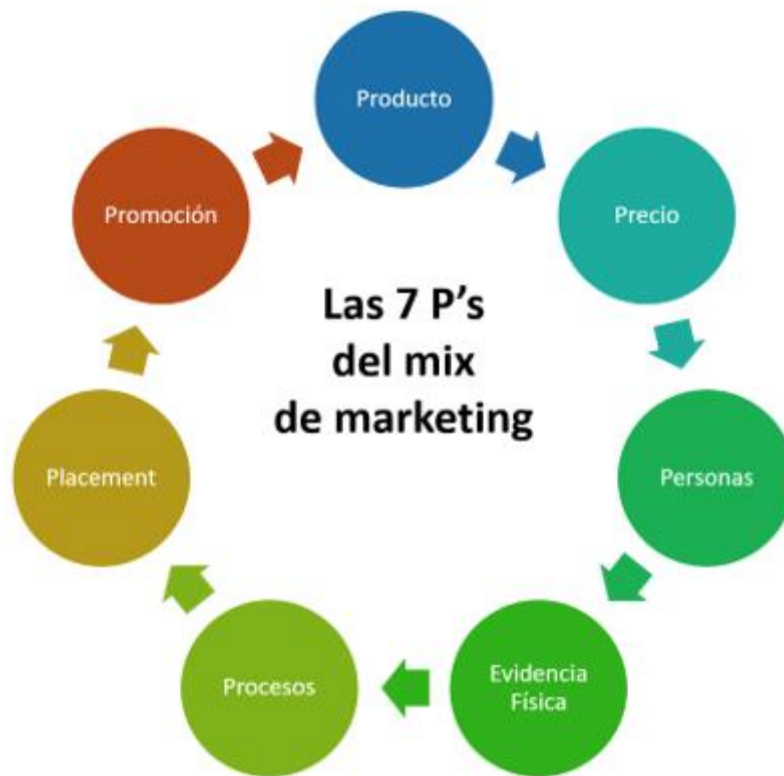 Producto
Precio
Personas
Evidencia
Física
Procesos
Placement
Promoción
Las 7 P’s
del mix
de marketing